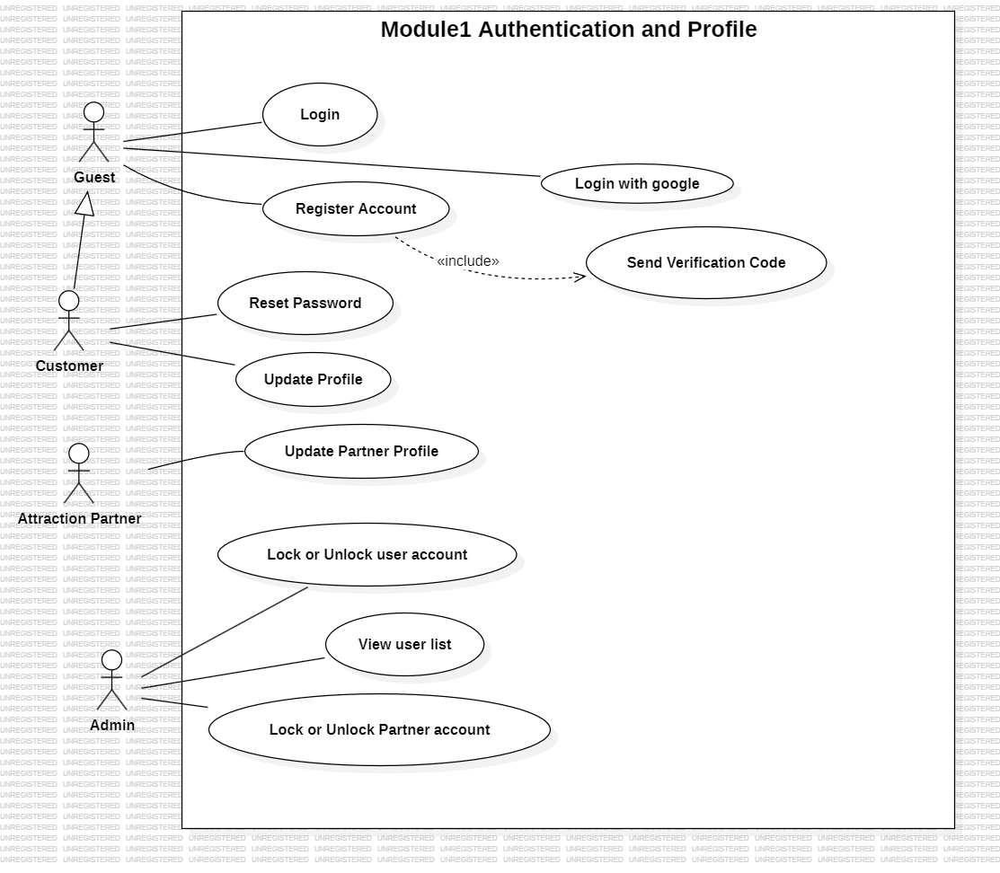 Module1 Authentication and Profile
Login
Guest
Login with google
Register Account
«include»
Send Verification Code
Reset Password
Customer
Update Profile
Update Partner Profile
Attraction Partner
Lock or Unlock user account
View user list
Admin
Lock or Unlock Partner account
UNREGISTERED